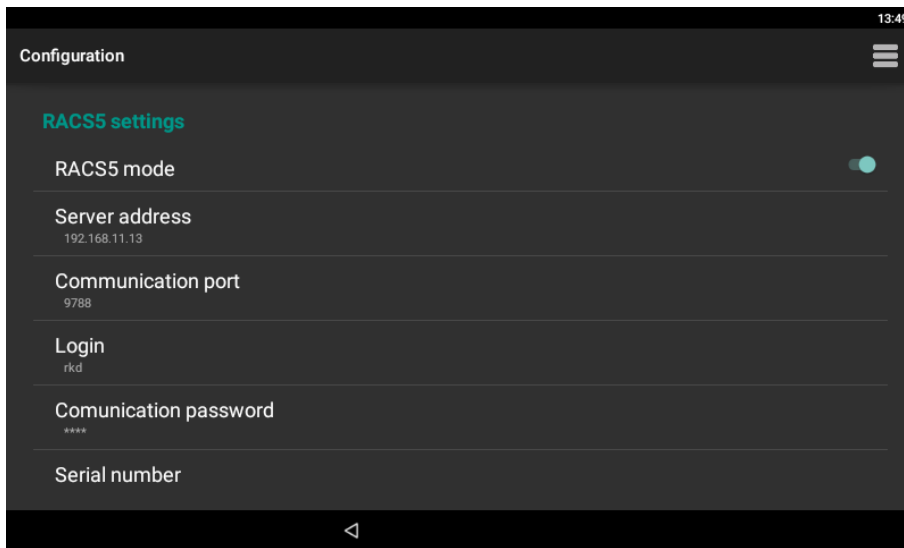 13:49
Configuration
RACS5 settings
RACS5 mode
Server address
192.168.11.13
Communication port
9788
Login
rkd
Comunication password
****
Serial number